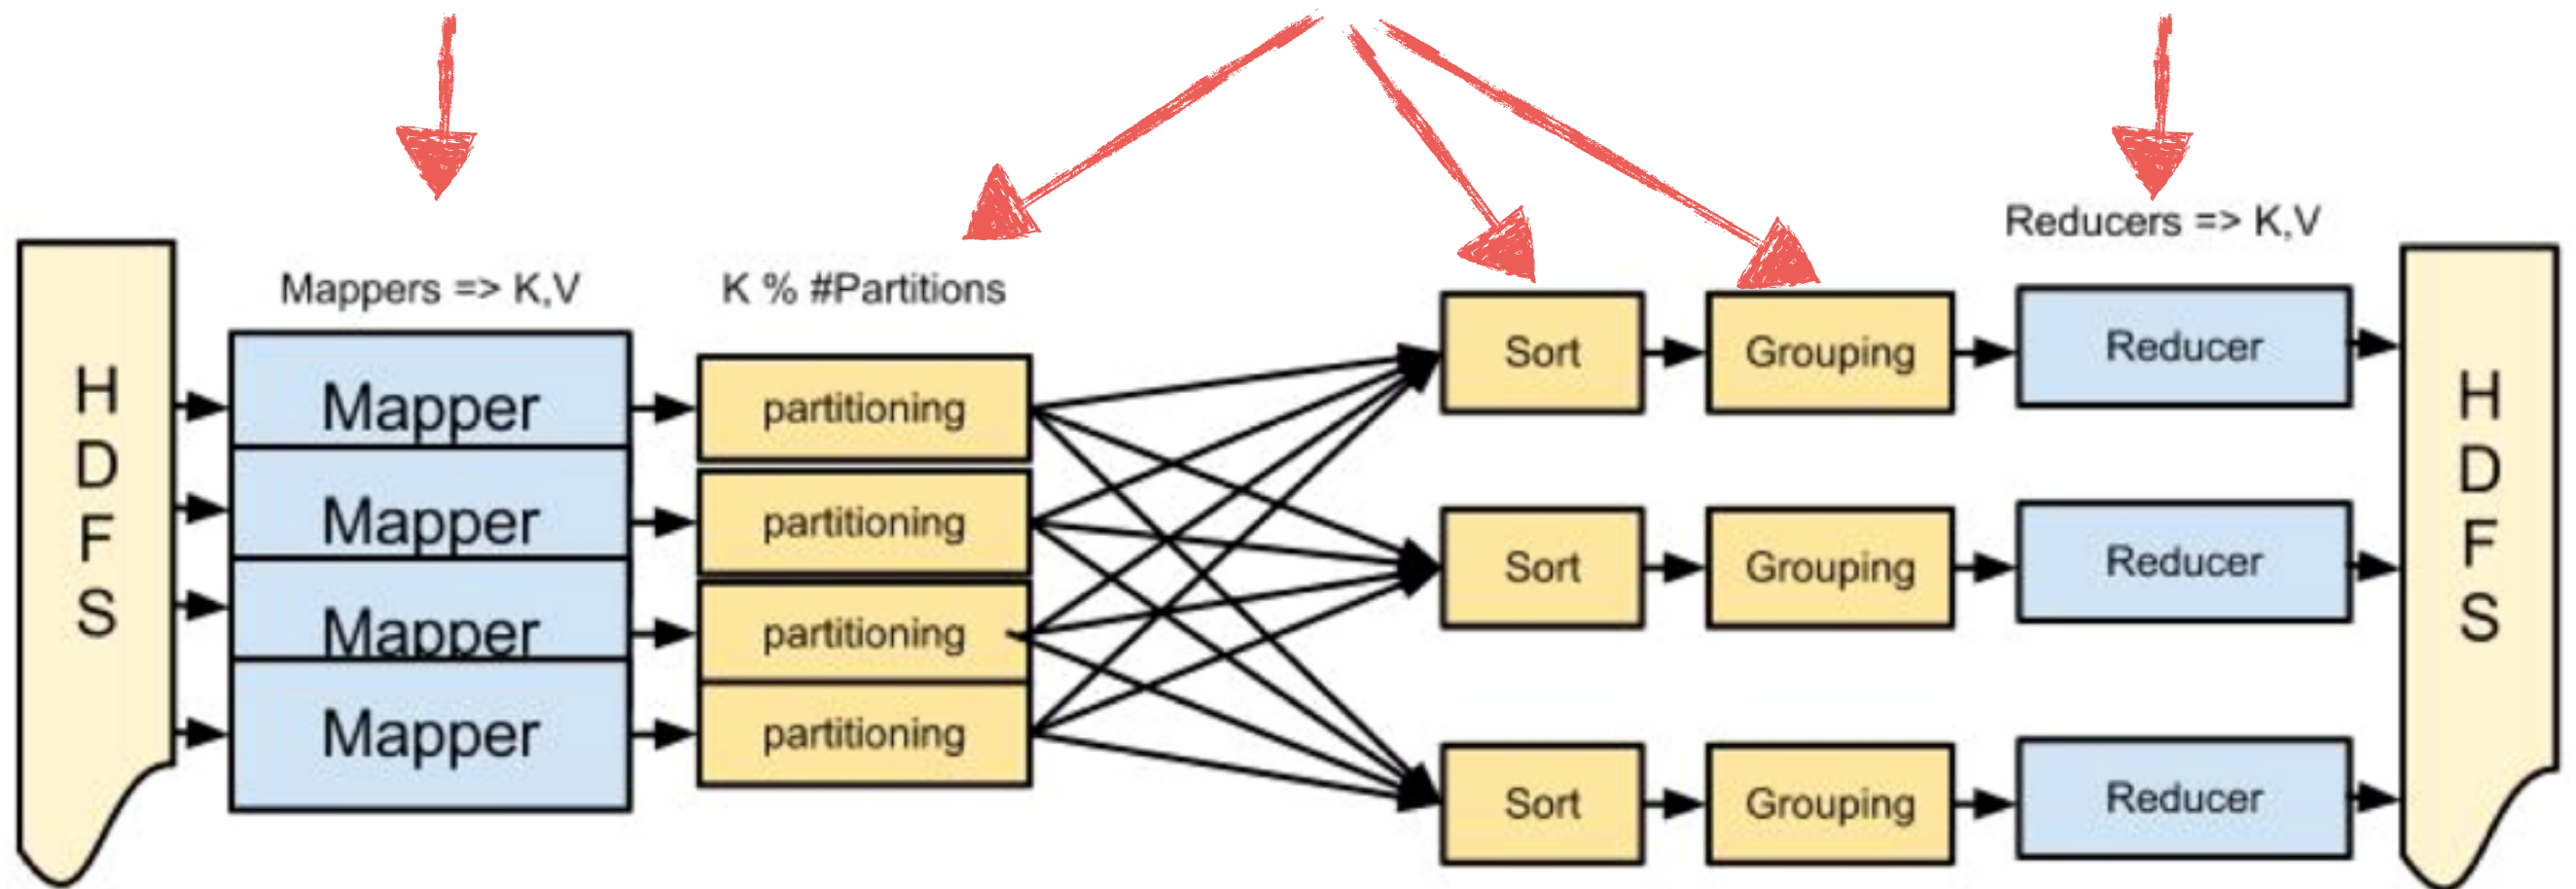 Reducers => K,V
Mappers => K,V
K % #Partitions
H
D
F
S
Mapper
Mapper
Mapper
Mapper
partitioning
partitioning
partitioning
partitioning
Sort
Grouping
Reducer
Sort
Grouping
Reducer
Sort
Grouping
Reducer
H
D
F
S